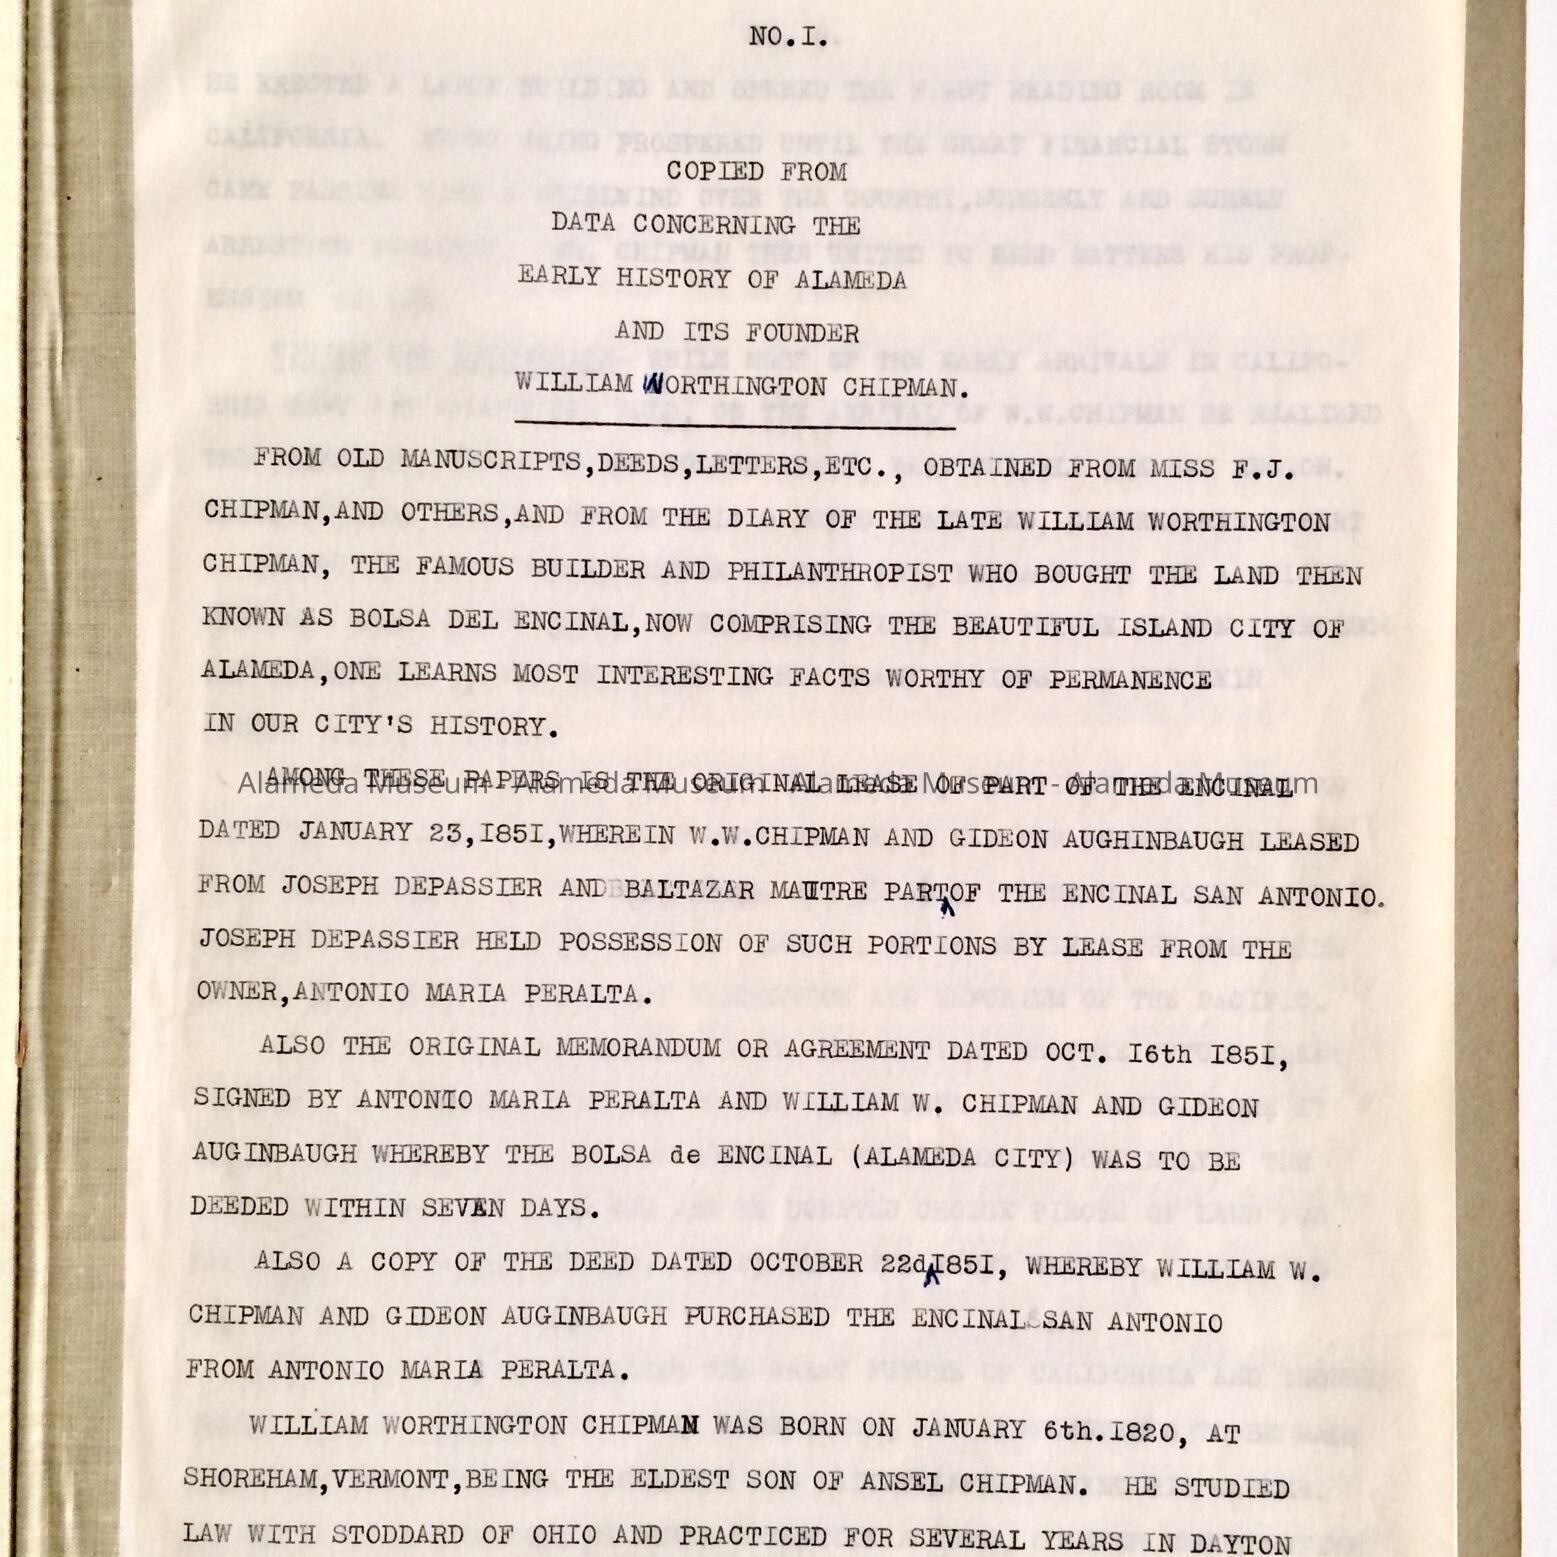 NO.I.
COPIED FROM
DATA CONCERNING THE
EARLY HISTORY OF ALAMEDA
AND ITS FOUNDER
WILLIAM WORTHINGTON CHIPMAN.
FROM OLD MANUSCRIPTS,DEEDS,LETTERS,ETC., OBTAINED FROM MISS F.J.
CHIPMAN,AND OTHERS,AND FROM THE DIARY OF THE LATE WILLIAM WORTHINGTON
CHIPMAN, THE FAMOUS BUILDER AND PHILANTHROPIST WHO BOUGHT THE LAND THEN
KNOWN AS BOLSA DEL ENCINAL,NOW COMPRISING THE BEAUTIFUL ISLAND CITY OF
ALAMEDA,ONE LEARNS MOST INTERESTING FACTS WORTHY OF PERMANENCE
IN OUR CITY'S HISTORY.
AMONG THESE PAPARS IS THE ORIGINAL LEASE OF PART OF THE ENCINAL
Alameda Museum - Alameda Museum - Alameda Museum - Alameda Museum
DATED JANUARY 23,I85I,WHEREIN W.W.CHIPMAN AND GIDEON AUGHINBAUGH LEASED
FROM JOSEPH DEPASSIER AND BALTAZAR MAITRE PART OF THE ENCINAL SAN ANTONIO.
JOSEPH DEPASSIER HELD POSSESSION OF SUCH PORTIONS BY LEASE FROM THE
OWNER,ANTONIO MARIA PERALTA.
ALSO THE ORIGINAL MEMORANDUM OR AGREEMENT DATED OCT. I6th I85I,
SIGNED BY ANTONIO MARIA PERALTA AND WILLIAM W. CHIPMAN AND GIDEON
AUGINBAUGH WHEREBY THE BOLSA de ENCINAL (ALAMEDA CITY) WAS TO BE
DEEDED WITHIN SEVEN DAYS.
ALSO A COPY OF THE DEED DATED OCTOBER 22d I85I, WHEREBY WILLIAM W.
CHIPMAN AND GIDEON AUGINBAUGH PURCHASED THE ENCINAL SAN ANTONIO
FROM ANTONIO MARIA PERALTA.
WILLIAM WORTHINGTON CHIPMAN WAS BORN ON JANUARY 6th.I820, AT
SHOREHAM,VERMONT,BEING THE ELDEST SON OF ANSEL CHIPMAN. HE STUDIED
LAW WITH STODDARD OF OHIO AND PRACTICED FOR SEVERAL YEARS IN DAYTON